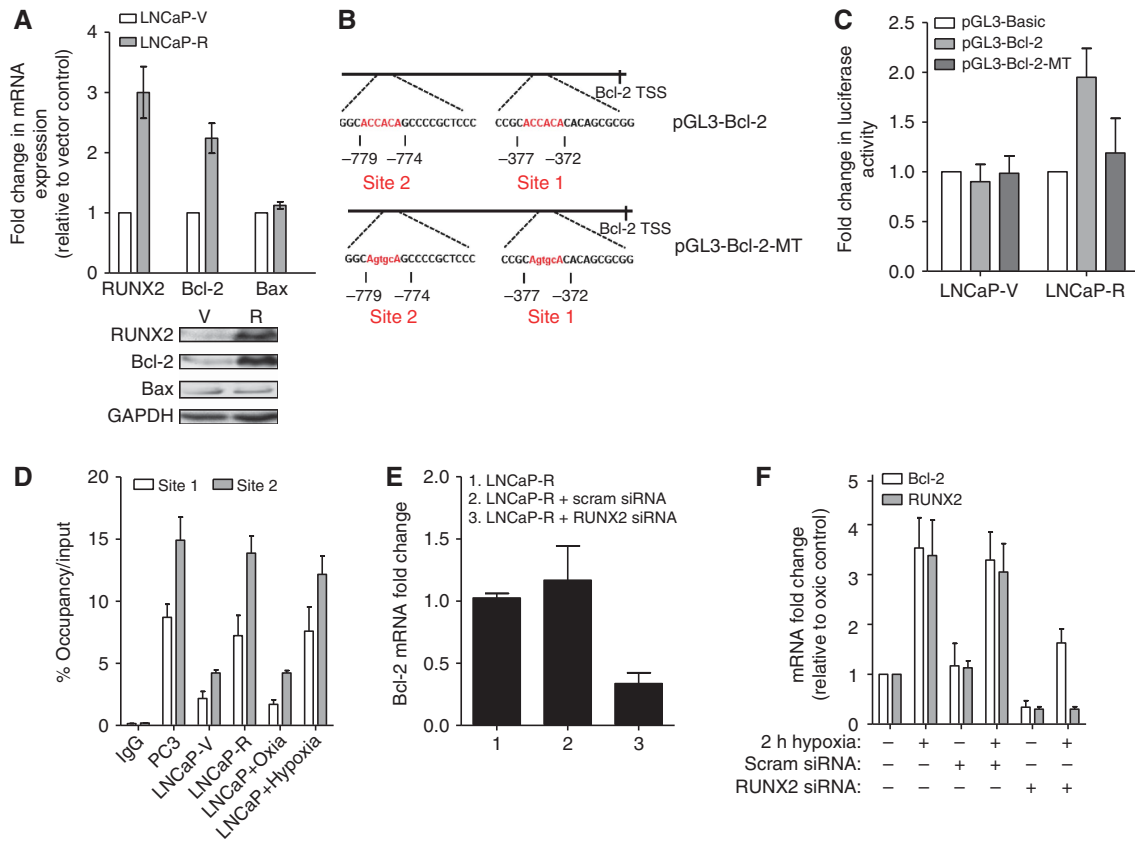 A
LNCaP-V
LNCaP-R
Fold change in mRNA
expression
(relative to vector control)
4
3
2
1
0
RUNX2 Bcl-2 Bax
V R
RUNX2
Bcl-2
Bax
GAPDH
B
Bcl-2 TSS
GGCACCACAGCCCCGCTCCC CCGCACCACACACAGCGCGG
pGL3-Bcl-2
–779 –774 –377 –372
Site 2 Site 1
Bcl-2 TSS
pGL3-Bcl-2-MT
GGCAgtgcAGCCCCGCTCCC CCGCAgtgcACACAGCGCGG
–779 –774 –377 –372
Site 2 Site 1
C
pGL3-Basic
pGL3-Bcl-2
pGL3-Bcl-2-MT
Fold change in luciferase
activity
2.5
2.0
1.5
1.0
0.5
0.0
LNCaP-V LNCaP-R
D
Site 1 Site 2
% Occupancy/input
20
15
10
5
0
IgG
PC3
LNCaP-V
LNCaP-R
LNCaP+Oxia
LNCaP+Hypoxia
E
1. LNCaP-R
2. LNCaP-R + scram siRNA
3. LNCaP-R + RUNX2 siRNA
Bcl-2 mRNA fold change
2.0
1.5
1.0
0.5
0.0
1 2 3
F
Bcl-2
RUNX2
mRNA fold change
(relative to oxic control)
5
4
3
2
1
0
2 h hypoxia: – + – + – +
Scram siRNA: – – + + – –
RUNX2 siRNA: – – – – + +